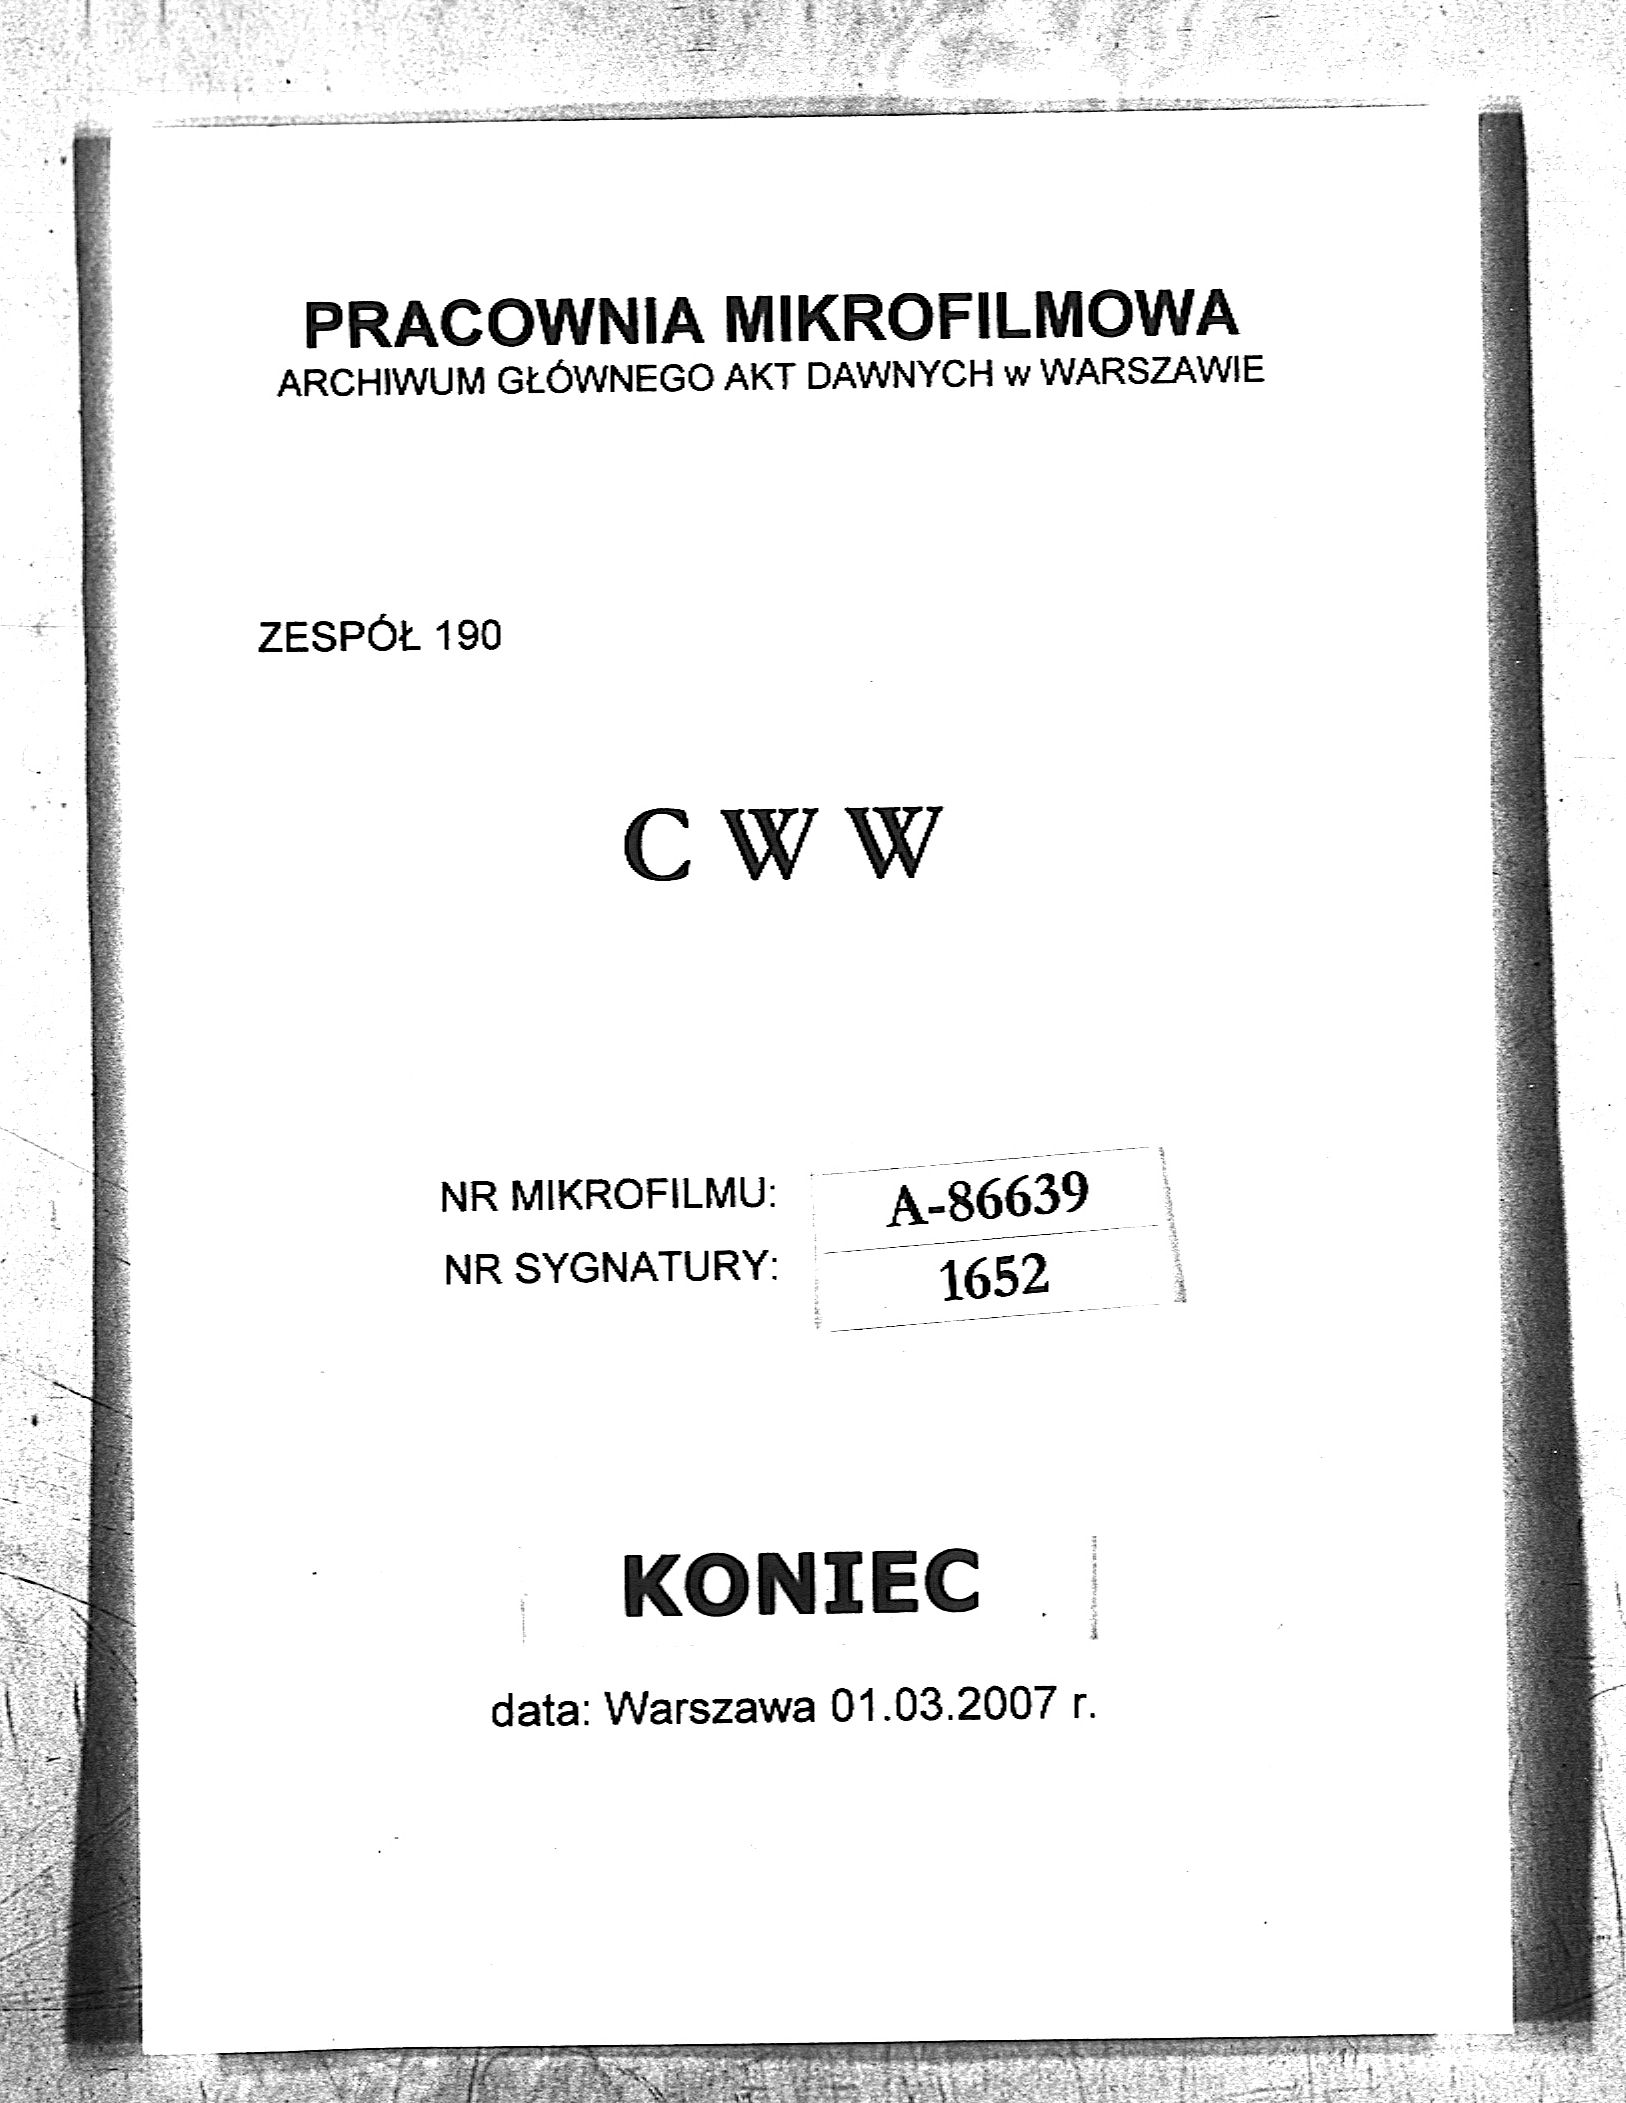 PRACOWNIA MIKROFILMOWA
ARCHIWUM GŁÓWNEGO AKT DAWNYCH w WARSZAWIE
ZESPÓŁ 190
C W W
NR MIKROFILMU: A-86639
NR SYGNATURY: 1652
KONIEC
data: Warszawa 01.03.2007 r.